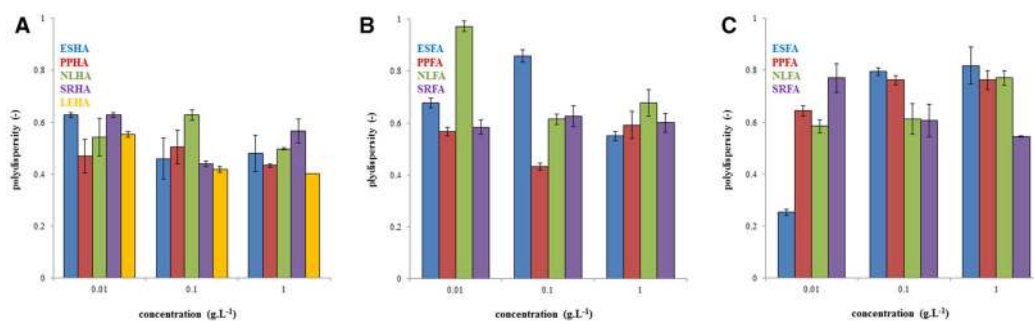 A
ESHA
PPHA
NLHA
SRHA
LEHA
polydispersity (-)
1
0.8
0.6
0.4
0.2
0
0.01
0.1
1
concentration (g.L-1)
B
ESFA
PPFA
NLFA
SRFA
plydispersity (-)
1
0.8
0.6
0.4
0.2
0
0.01
0.1
1
concentration (g.L-1)
C
ESFA
PPFA
NLFA
SRFA
polydispersity (-)
1
0.8
0.6
0.4
0.2
0
0.01
0.1
1
concentration (g.L-1)